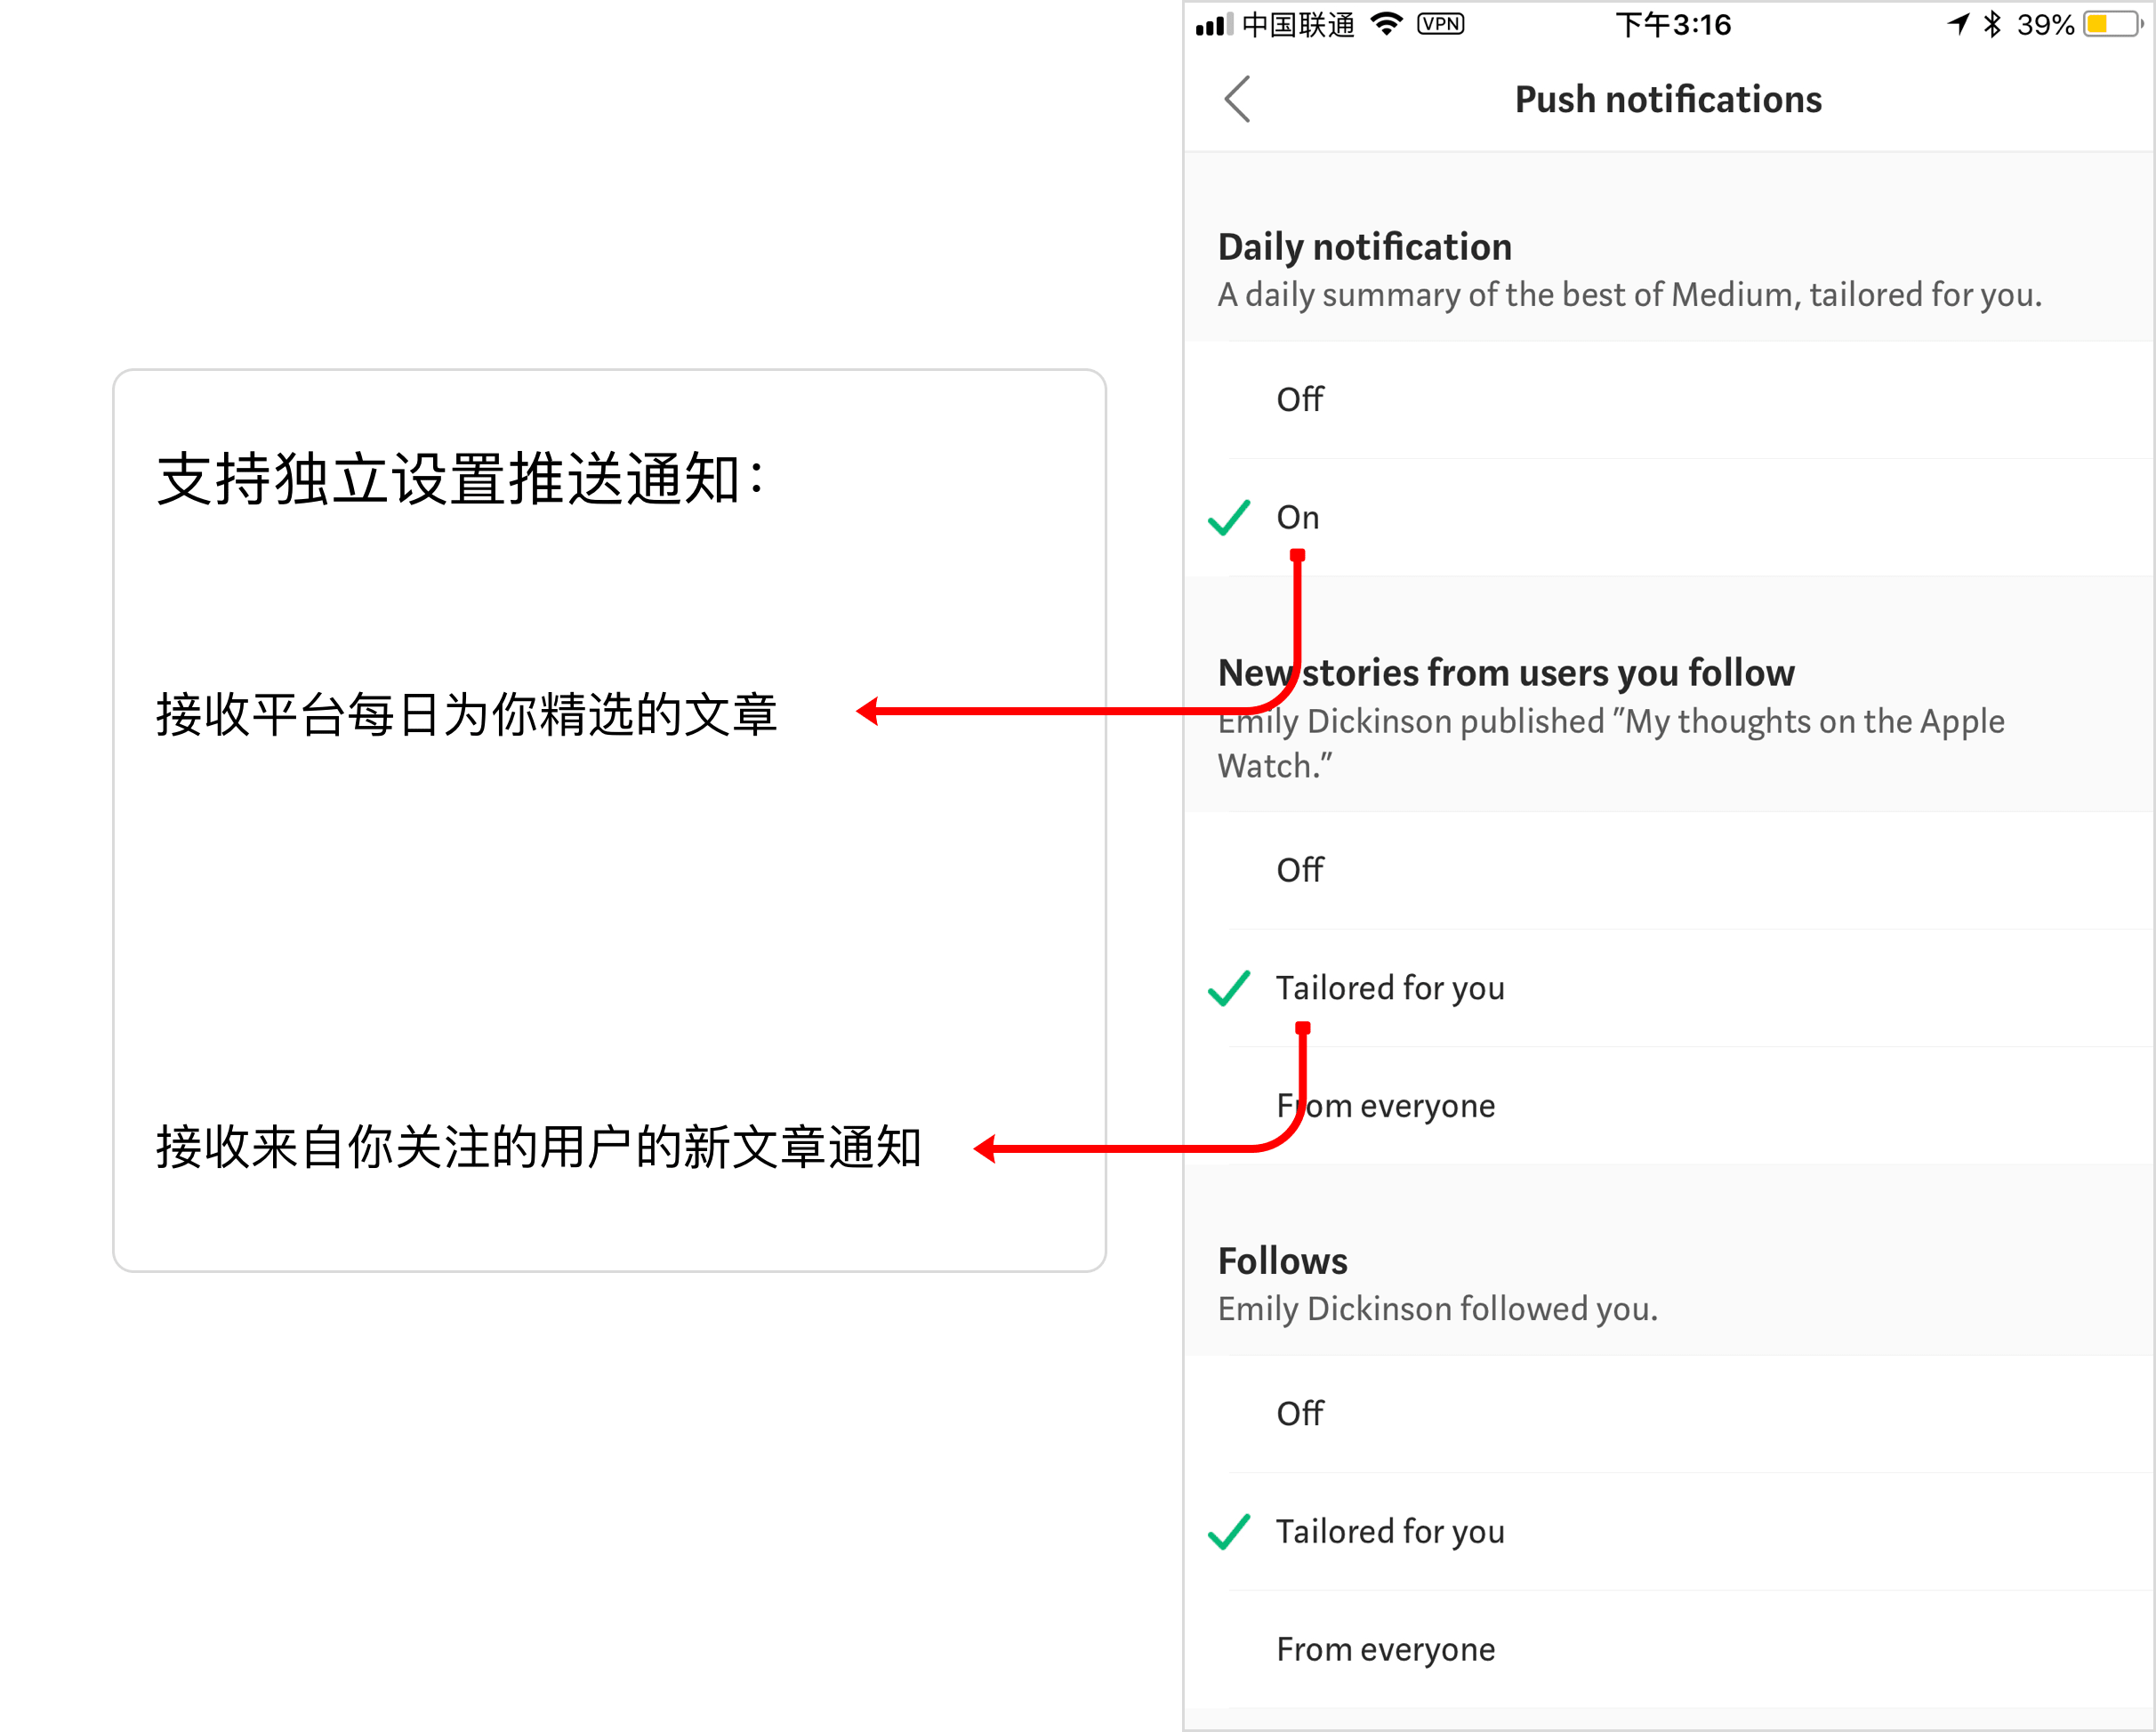 支持独立设置推送通知：
接收平台每日为你精选的文章
接收来自你关注的用户的新文章通知
中国联通 VPN 下午3:16 39%
Push notifications
Daily notification
A daily summary of the best of Medium, tailored for you.
Off
On
New stories from users you follow
Emily Dickinson published "My thoughts on the Apple
Watch."
Off
Tailored for you
From everyone
Follows
Emily Dickinson followed you.
Off
Tailored for you
From everyone